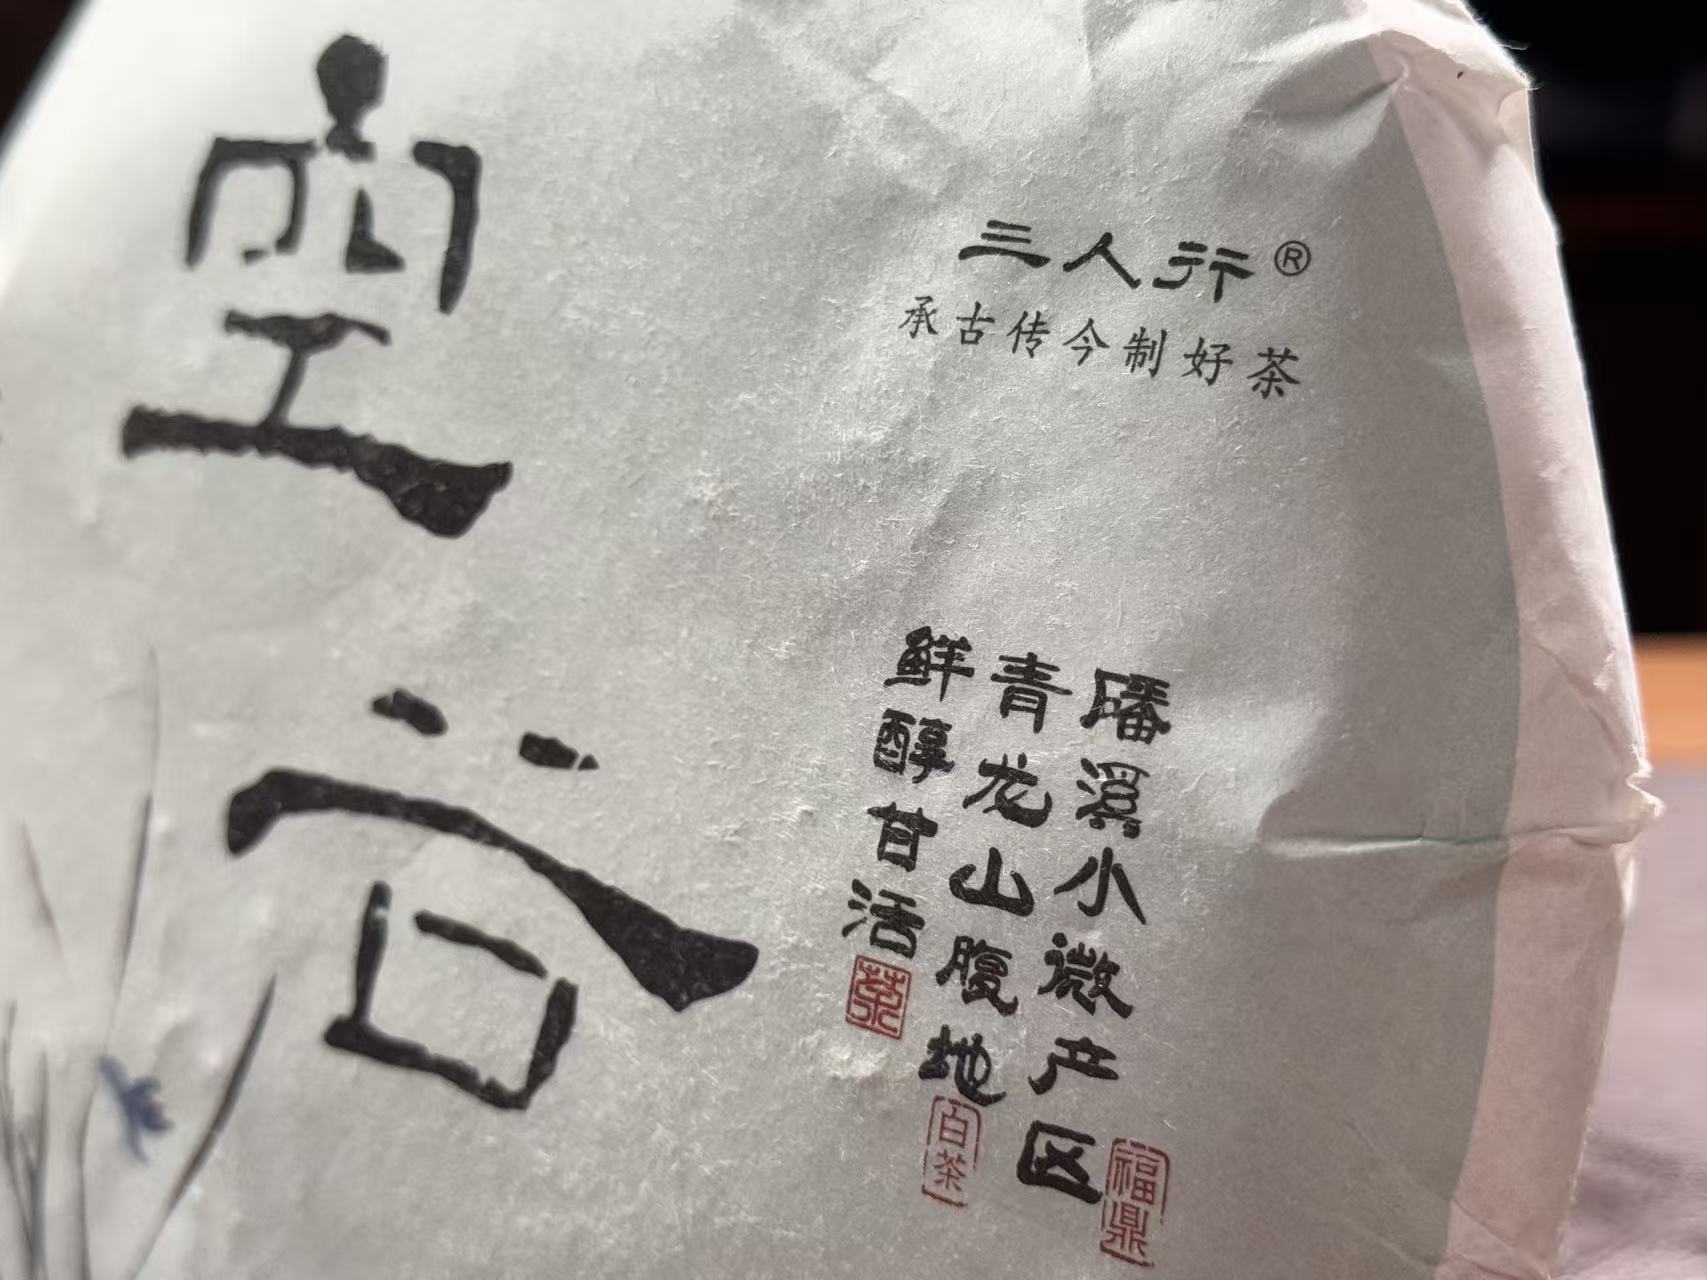 空谷
三人行®
承古传今制好茶
磻溪小微产区
青龙山腹地
鲜醇甘活
福鼎
白茶
茶